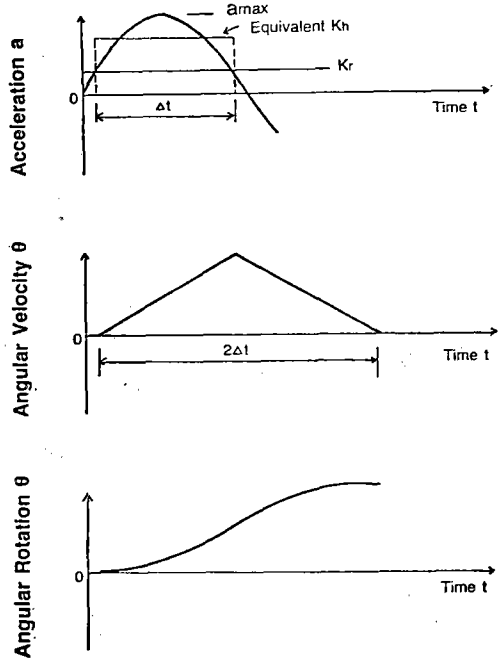 amax
Equivalent Kh
Kr
0
Δt
Time t
Acceleration a
0
2Δt
Time t
Angular Velocity θ
0
Time t
Angular Rotation θ